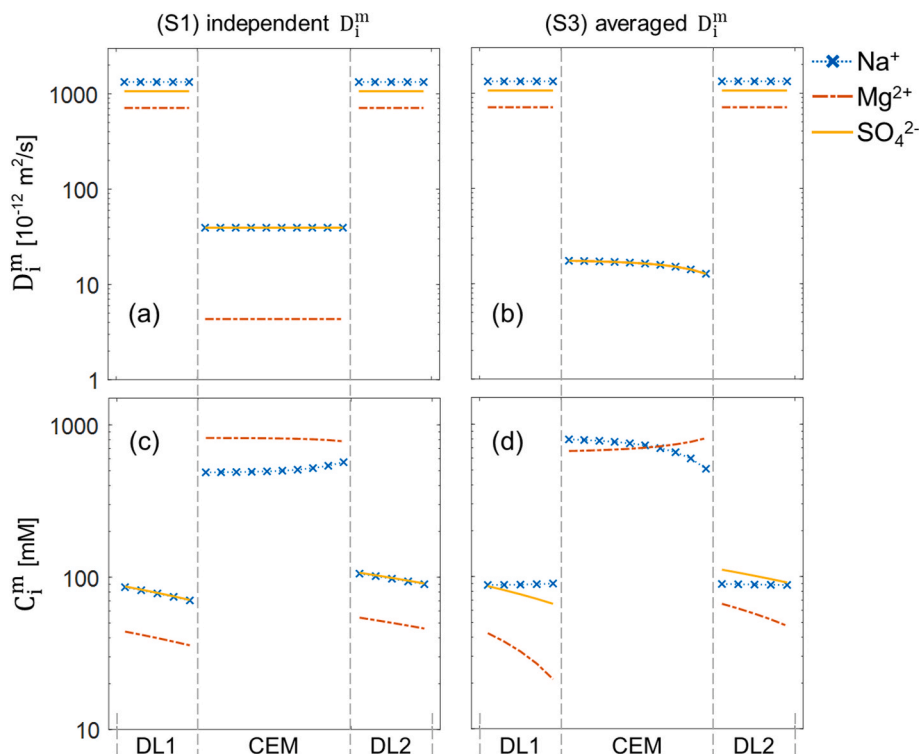 (S1) independent D_i^m
(S3) averaged D_i^m
Na⁺
Mg²⁺
SO₄²⁻
D_i^m [10⁻¹² m²/s]
1000
100
10
1
(a)
(b)
C_i^m [mM]
1000
100
10
(c)
(d)
DL1
CEM
DL2
DL1
CEM
DL2